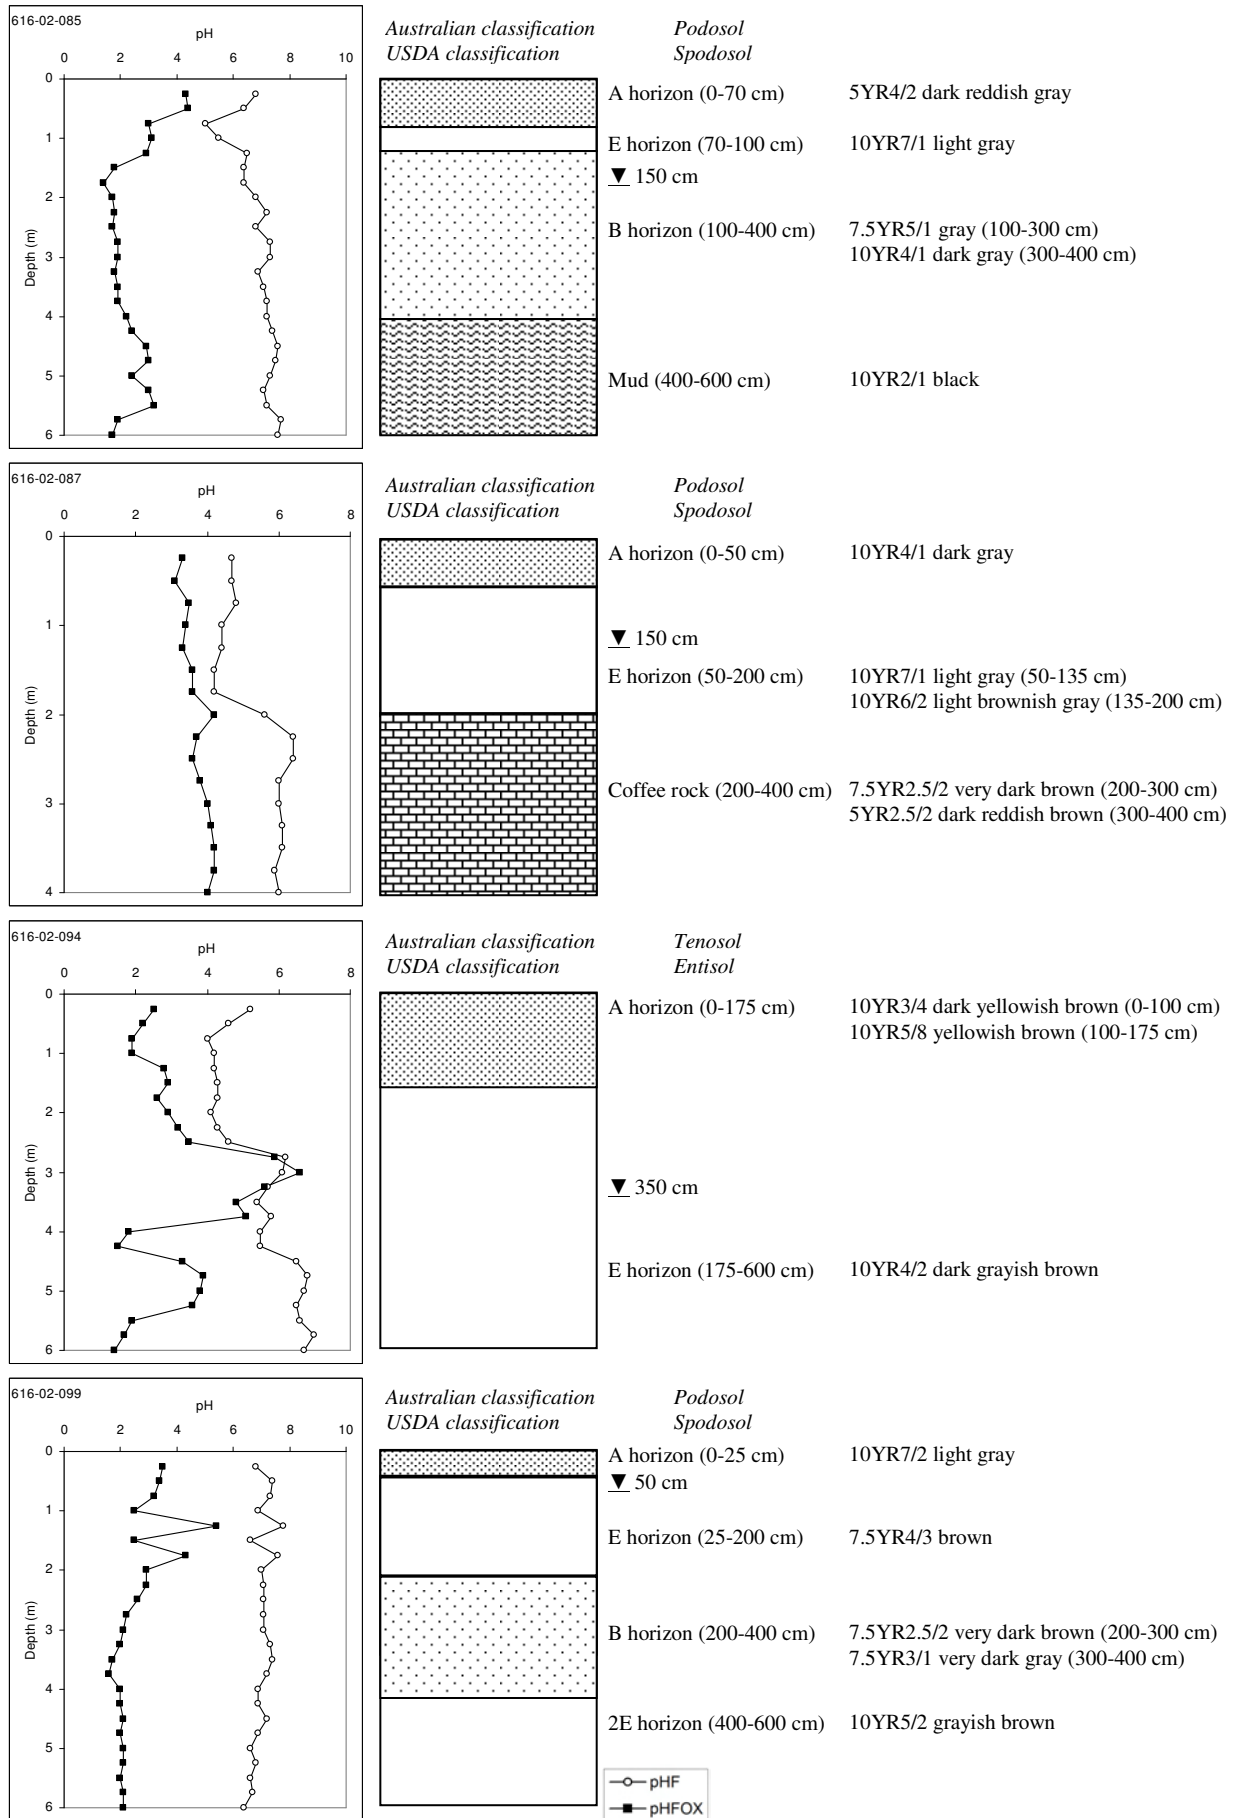 616-02-085
pH
0 2 4 6 8 10
0
1
2
3
4
5
6
Depth (m)
Australian classification Podosol
USDA classification Spodosol
A horizon (0-70 cm) 5YR4/2 dark reddish gray
E horizon (70-100 cm) 10YR7/1 light gray
▼ 150 cm
B horizon (100-400 cm) 7.5YR5/1 gray (100-300 cm)
10YR4/1 dark gray (300-400 cm)
Mud (400-600 cm) 10YR2/1 black
616-02-087
pH
0 2 4 6 8
0
1
2
3
4
Depth (m)
Australian classification Podosol
USDA classification Spodosol
A horizon (0-50 cm) 10YR4/1 dark gray
▼ 150 cm
E horizon (50-200 cm) 10YR7/1 light gray (50-135 cm)
10YR6/2 light brownish gray (135-200 cm)
Coffee rock (200-400 cm) 7.5YR2.5/2 very dark brown (200-300 cm)
5YR2.5/2 dark reddish brown (300-400 cm)
616-02-094
pH
0 2 4 6 8
0
1
2
3
4
5
6
Depth (m)
Australian classification Tenosol
USDA classification Entisol
A horizon (0-175 cm) 10YR3/4 dark yellowish brown (0-100 cm)
10YR5/8 yellowish brown (100-175 cm)
▼ 350 cm
E horizon (175-600 cm) 10YR4/2 dark grayish brown
616-02-099
pH
0 2 4 6 8 10
0
1
2
3
4
5
6
Depth (m)
Australian classification Podosol
USDA classification Spodosol
A horizon (0-25 cm) 10YR7/2 light gray
▼ 50 cm
E horizon (25-200 cm) 7.5YR4/3 brown
B horizon (200-400 cm) 7.5YR2.5/2 very dark brown (200-300 cm)
7.5YR3/1 very dark gray (300-400 cm)
2E horizon (400-600 cm) 10YR5/2 grayish brown
pHF
pHFOX